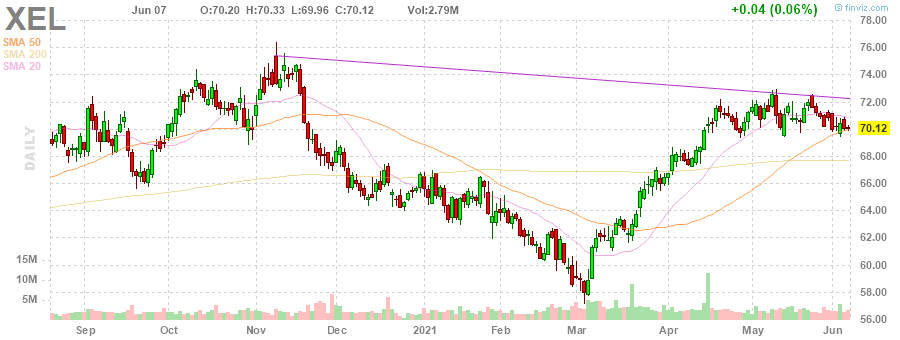 XEL Jun 07 O:70.20 H:70.33 L:69.96 C:70.12 Vol:2.79M +0.04 (0.06%) © finviz.com
SMA 50
SMA 200
SMA 20
DAILY
78.00
76.00
74.00
72.00
70.12
68.00
66.00
64.00
62.00
60.00
58.00
56.00
15M
10M
5M
Sep Oct Nov Dec 2021 Feb Mar Apr May Jun